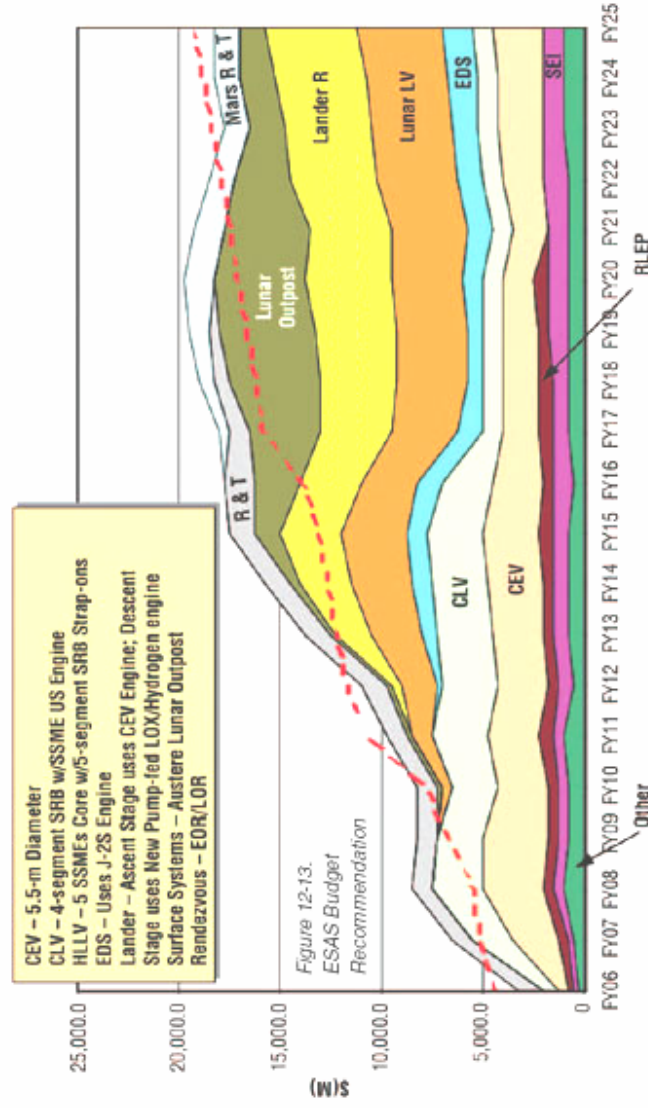 CEV – 5.5-m Diameter
CLV – 4-segment SRB w/SSME US Engine
HLLV – 5 SSMEs Core w/5-segment SRB Strap-ons
EDS – Uses J-2S Engine
Lander – Ascent Stage uses CEV Engine; Descent
Stage uses New Pump-fed LOX/Hydrogen engine
Surface Systems – Austere Lunar Outpost
Rendezvous – EOR/LOR
Figure 12-13.
ESAS Budget
Recommendation
$(M)
25,000.0
20,000.0
15,000.0
10,000.0
5,000.0
0
R & T
Mars R & T
Lunar
Outpost
Lander R
Lunar LV
EDS
CLV
CEV
SEI
FY06 FY07 FY08 FY09 FY10 FY11 FY12 FY13 FY14 FY15 FY16 FY17 FY18 FY19 FY20 FY21 FY22 FY23 FY24 FY25
Other
RLEP